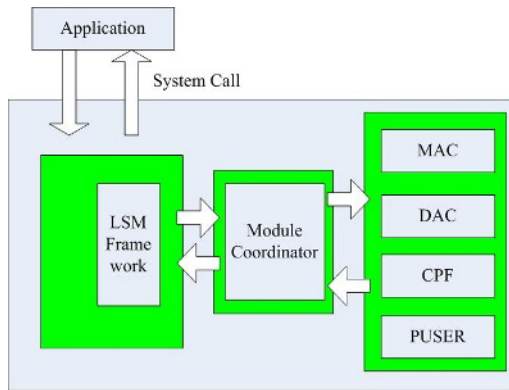 Application
System Call
LSM
Frame
work
Module
Coordinator
MAC
DAC
CPF
PUSER